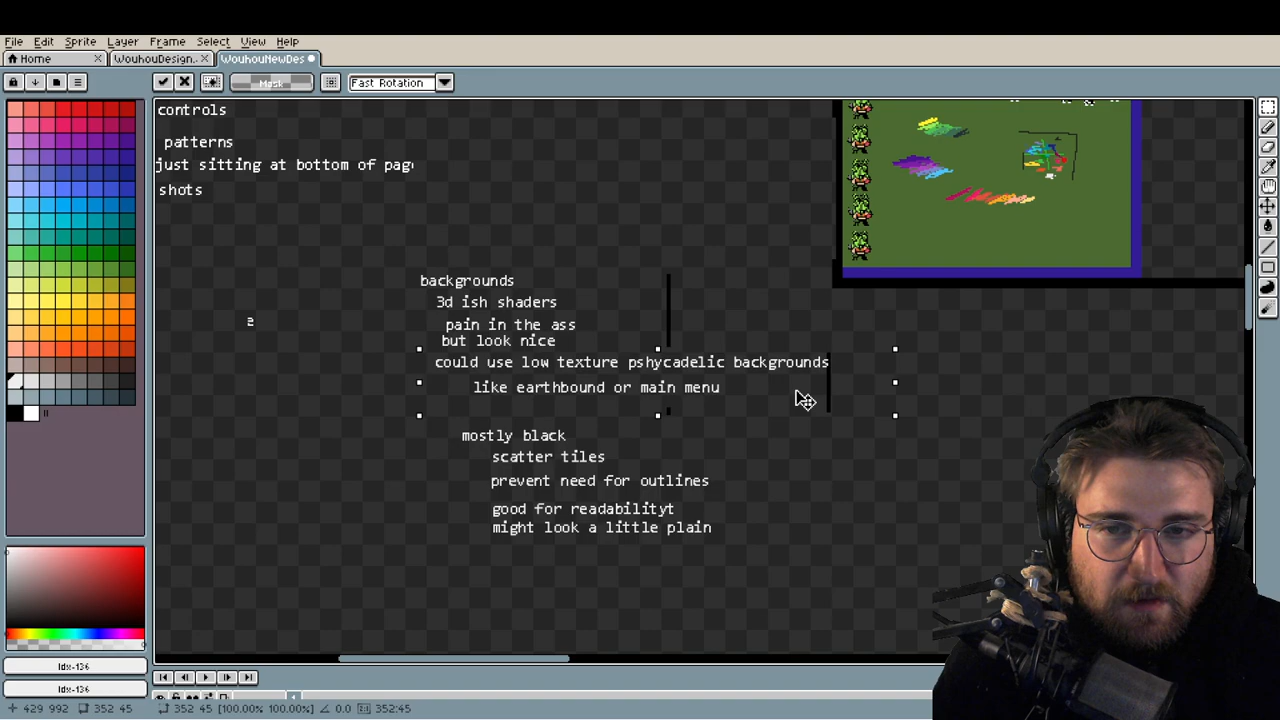 File Edit Sprite Layer Frame Select View Help
Home WouhouDesign. WouhouNewDes
Mask Fast Rotation
controls
patterns
just sitting at bottom of page
shots
backgrounds
3d ish shaders
e
pain in the ass
but look nice
could use low texture pshycadelic backgrounds
like earthbound or main menu
mostly black
scatter tiles
prevent need for outlines
good for readabilityt
might look a little plain
Idx-136
Idx-136
429 992 352 45 352 45 [100.00% 100.00%] 0.0 352:45